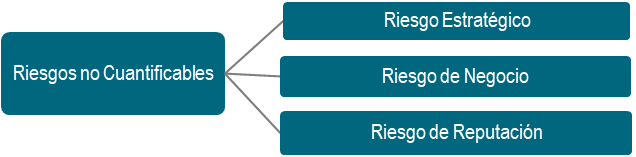 Riesgos no Cuantificables
Riesgo Estratégico
Riesgo de Negocio
Riesgo de Reputación